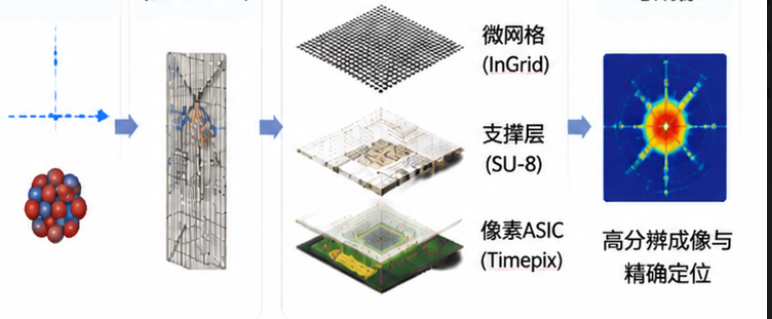 微网格
(InGrid)
支撑层
(SU-8)
像素ASIC
(Timepix)
高分辨成像与
精确定位